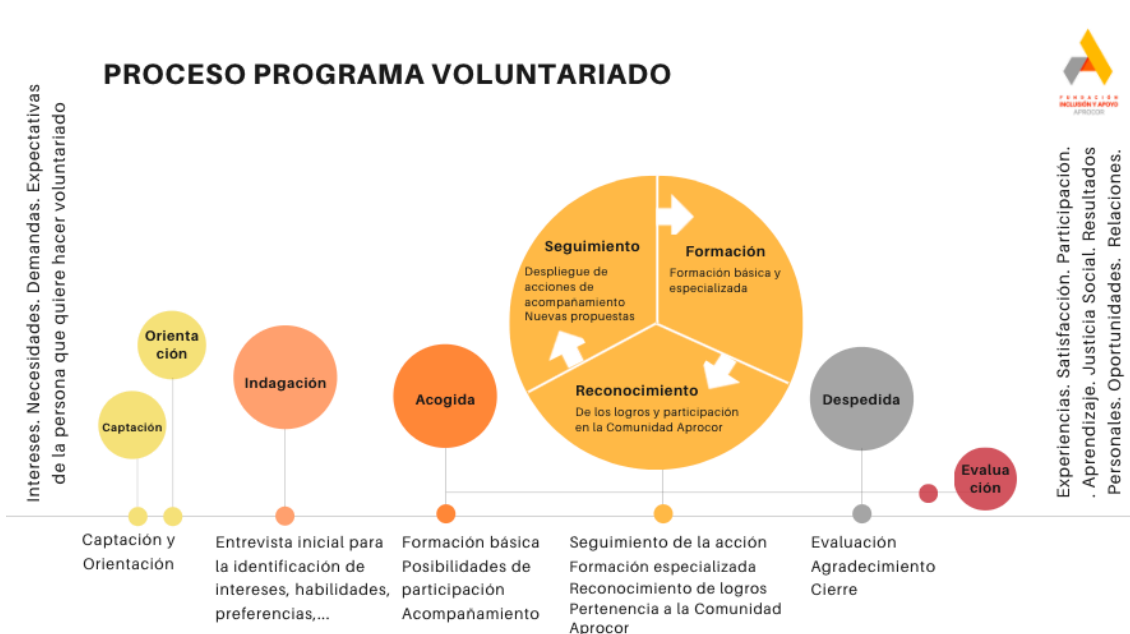 PROCESO PROGRAMA VOLUNTARIADO
FUNDACIÓN
INCLUSIÓN Y APOYO
APROCOR
Intereses. Necesidades. Demandas. Expectativas
de la persona que quiere hacer voluntariado
Captación
Orienta
ción
Indagación
Acogida
Seguimiento
Despliegue de
acciones de
acompañamiento
Nuevas propuestas
Formación
Formación básica y
especializada
Reconocimiento
De los logros y participación
en la Comunidad Aprocor
Despedida
Evalua
ción
Experiencias. Satisfacción. Participación.
. Aprendizaje. Justicia Social. Resultados
Personales. Oportunidades. Relaciones.
Captación y
Orientación
Entrevista inicial para
la identificación de
intereses, habilidades,
preferencias,...
Formación básica
Posibilidades de
participación
Acompañamiento
Seguimiento de la acción
Formación especializada
Reconocimiento de logros
Pertenencia a la Comunidad
Aprocor
Evaluación
Agradecimiento
Cierre